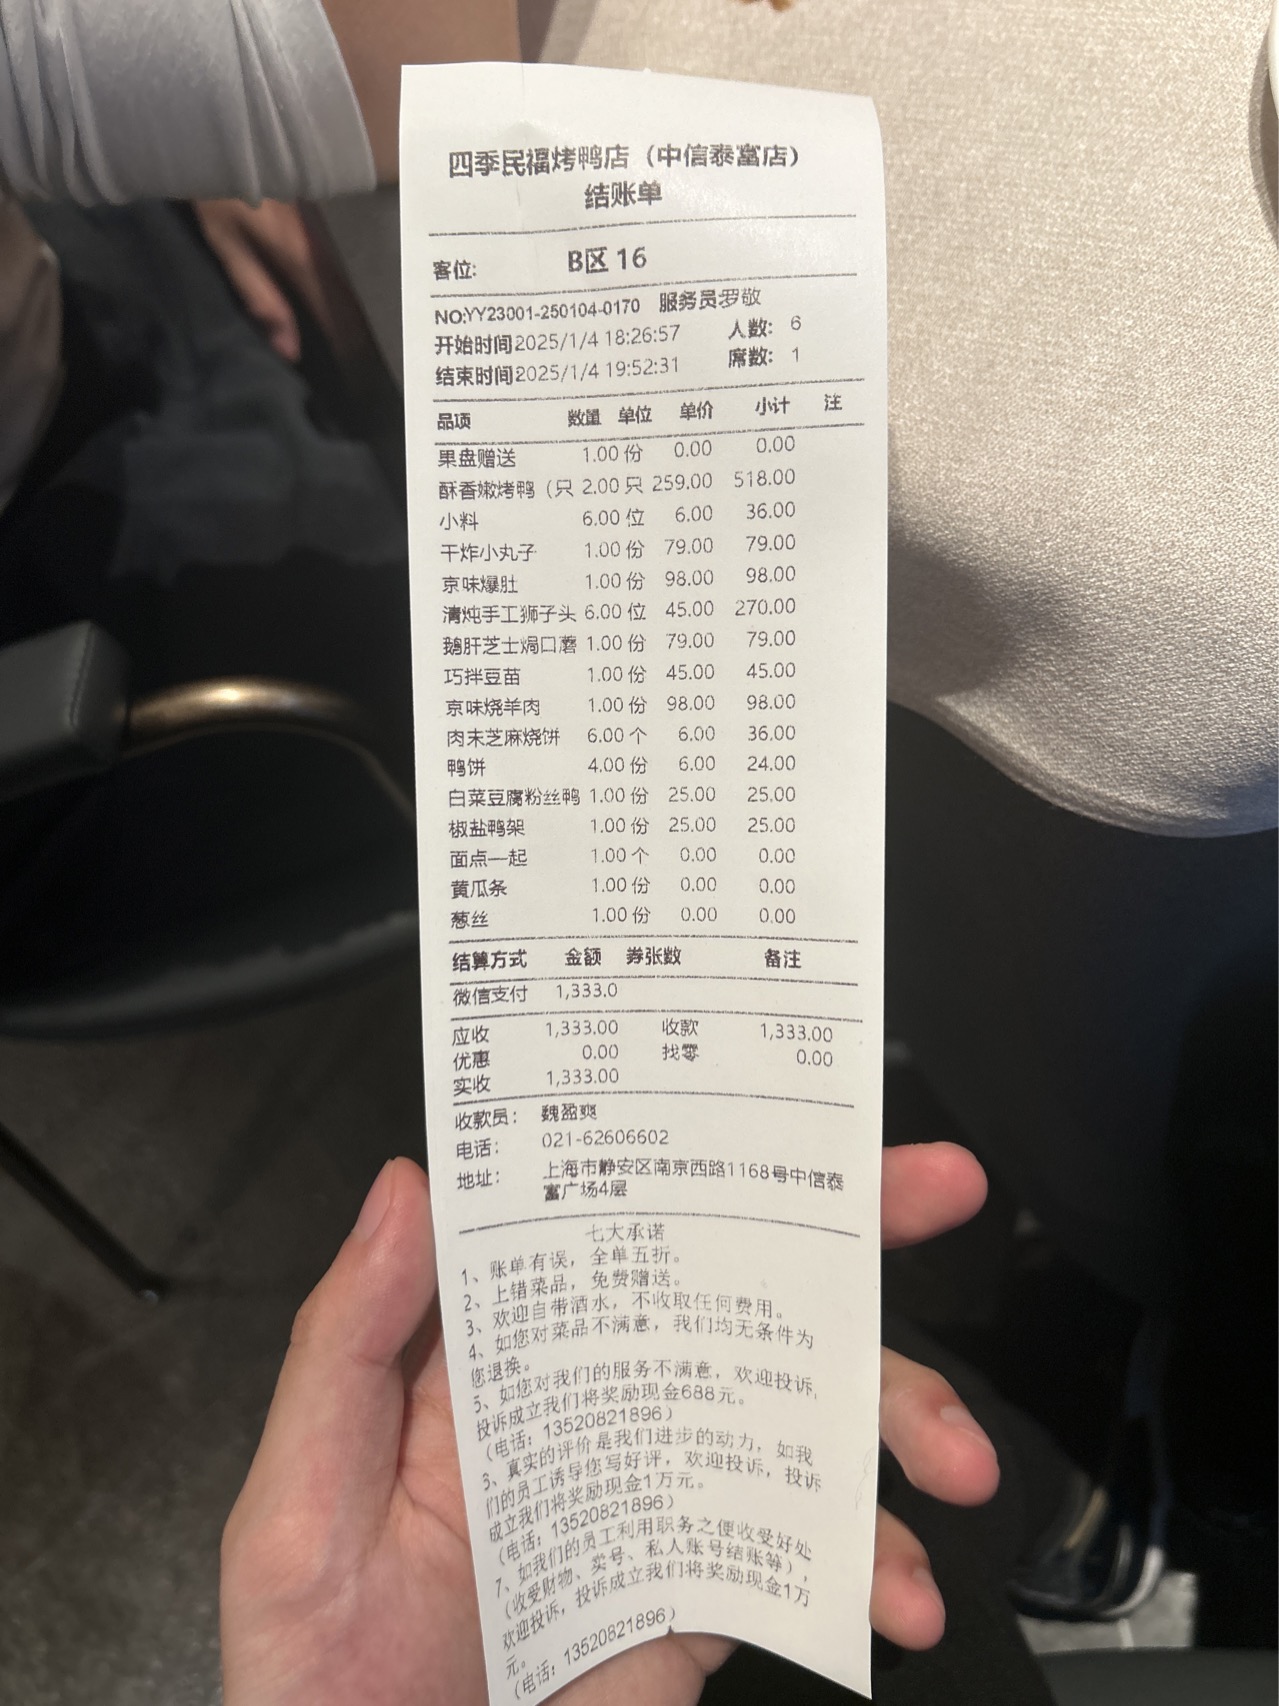 四季民福烤鸭店（中信泰富店）
结账单
客位: B区 16
NO:YY23001-250104-0170 服务员:罗敬
开始时间2025/1/4 18:26:57 人数: 6
结束时间2025/1/4 19:52:31 席数: 1
品项 数量 单位 单价 小计 注
果盘赠送 1.00 份 0.00 0.00
酥香嫩烤鸭（只 2.00 只 259.00 518.00
小料 6.00 位 6.00 36.00
干炸小丸子 1.00 份 79.00 79.00
京味爆肚 1.00 份 98.00 98.00
清炖手工狮子头 6.00 位 45.00 270.00
鹅肝芝士焗口蘑 1.00 份 79.00 79.00
巧拌豆苗 1.00 份 45.00 45.00
京味烧羊肉 1.00 份 98.00 98.00
肉末芝麻烧饼 6.00 个 6.00 36.00
鸭饼 4.00 份 6.00 24.00
白菜豆腐粉丝鸭 1.00 份 25.00 25.00
椒盐鸭架 1.00 份 25.00 25.00
面点一起 1.00 个 0.00 0.00
黄瓜条 1.00 份 0.00 0.00
葱丝 1.00 份 0.00 0.00
结算方式 金额 券张数 备注
微信支付 1,333.0
应收 1,333.00 收款 1,333.00
优惠 0.00 找零 0.00
实收 1,333.00
收款员： 魏盈爽
电话： 021-62606602
地址： 上海市静安区南京西路1168号中信泰
富广场4层
七大承诺
1、账单有误，全单五折。
2、上错菜品，免费赠送。
3、欢迎自带酒水，不收取任何费用。
4、如您对菜品不满意，我们均无条件为
您退换。
5、如您对我们的服务不满意，欢迎投诉，
投诉成立我们将奖励现金688元。
（电话：13520821896）
3、真实的评价是我们进步的动力，如我
们的员工诱导您写好评，欢迎投诉，投诉
成立我们将奖励现金1万元。
（电话：13520821896）
7、如我们的员工利用职务之便收受好处
（收受财物、卖号、私人账号结账等），
欢迎投诉，投诉成立我们将奖励现金1万
元。
（电话：13520821896）